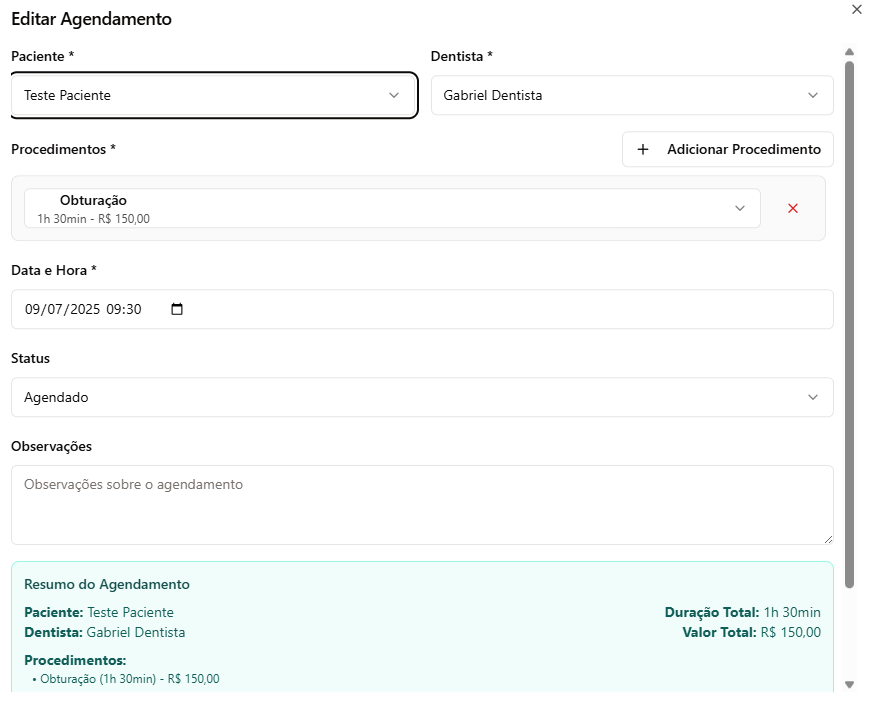 Editar Agendamento
Paciente *
Dentista *
Teste Paciente
Gabriel Dentista
Procedimentos *
+ Adicionar Procedimento
Obturação
1h 30min - R$ 150,00
Data e Hora *
09/07/2025 09:30
Status
Agendado
Observações
Observações sobre o agendamento
Resumo do Agendamento
Paciente: Teste Paciente
Duração Total: 1h 30min
Dentista: Gabriel Dentista
Valor Total: R$ 150,00
Procedimentos:
• Obturação (1h 30min) - R$ 150,00